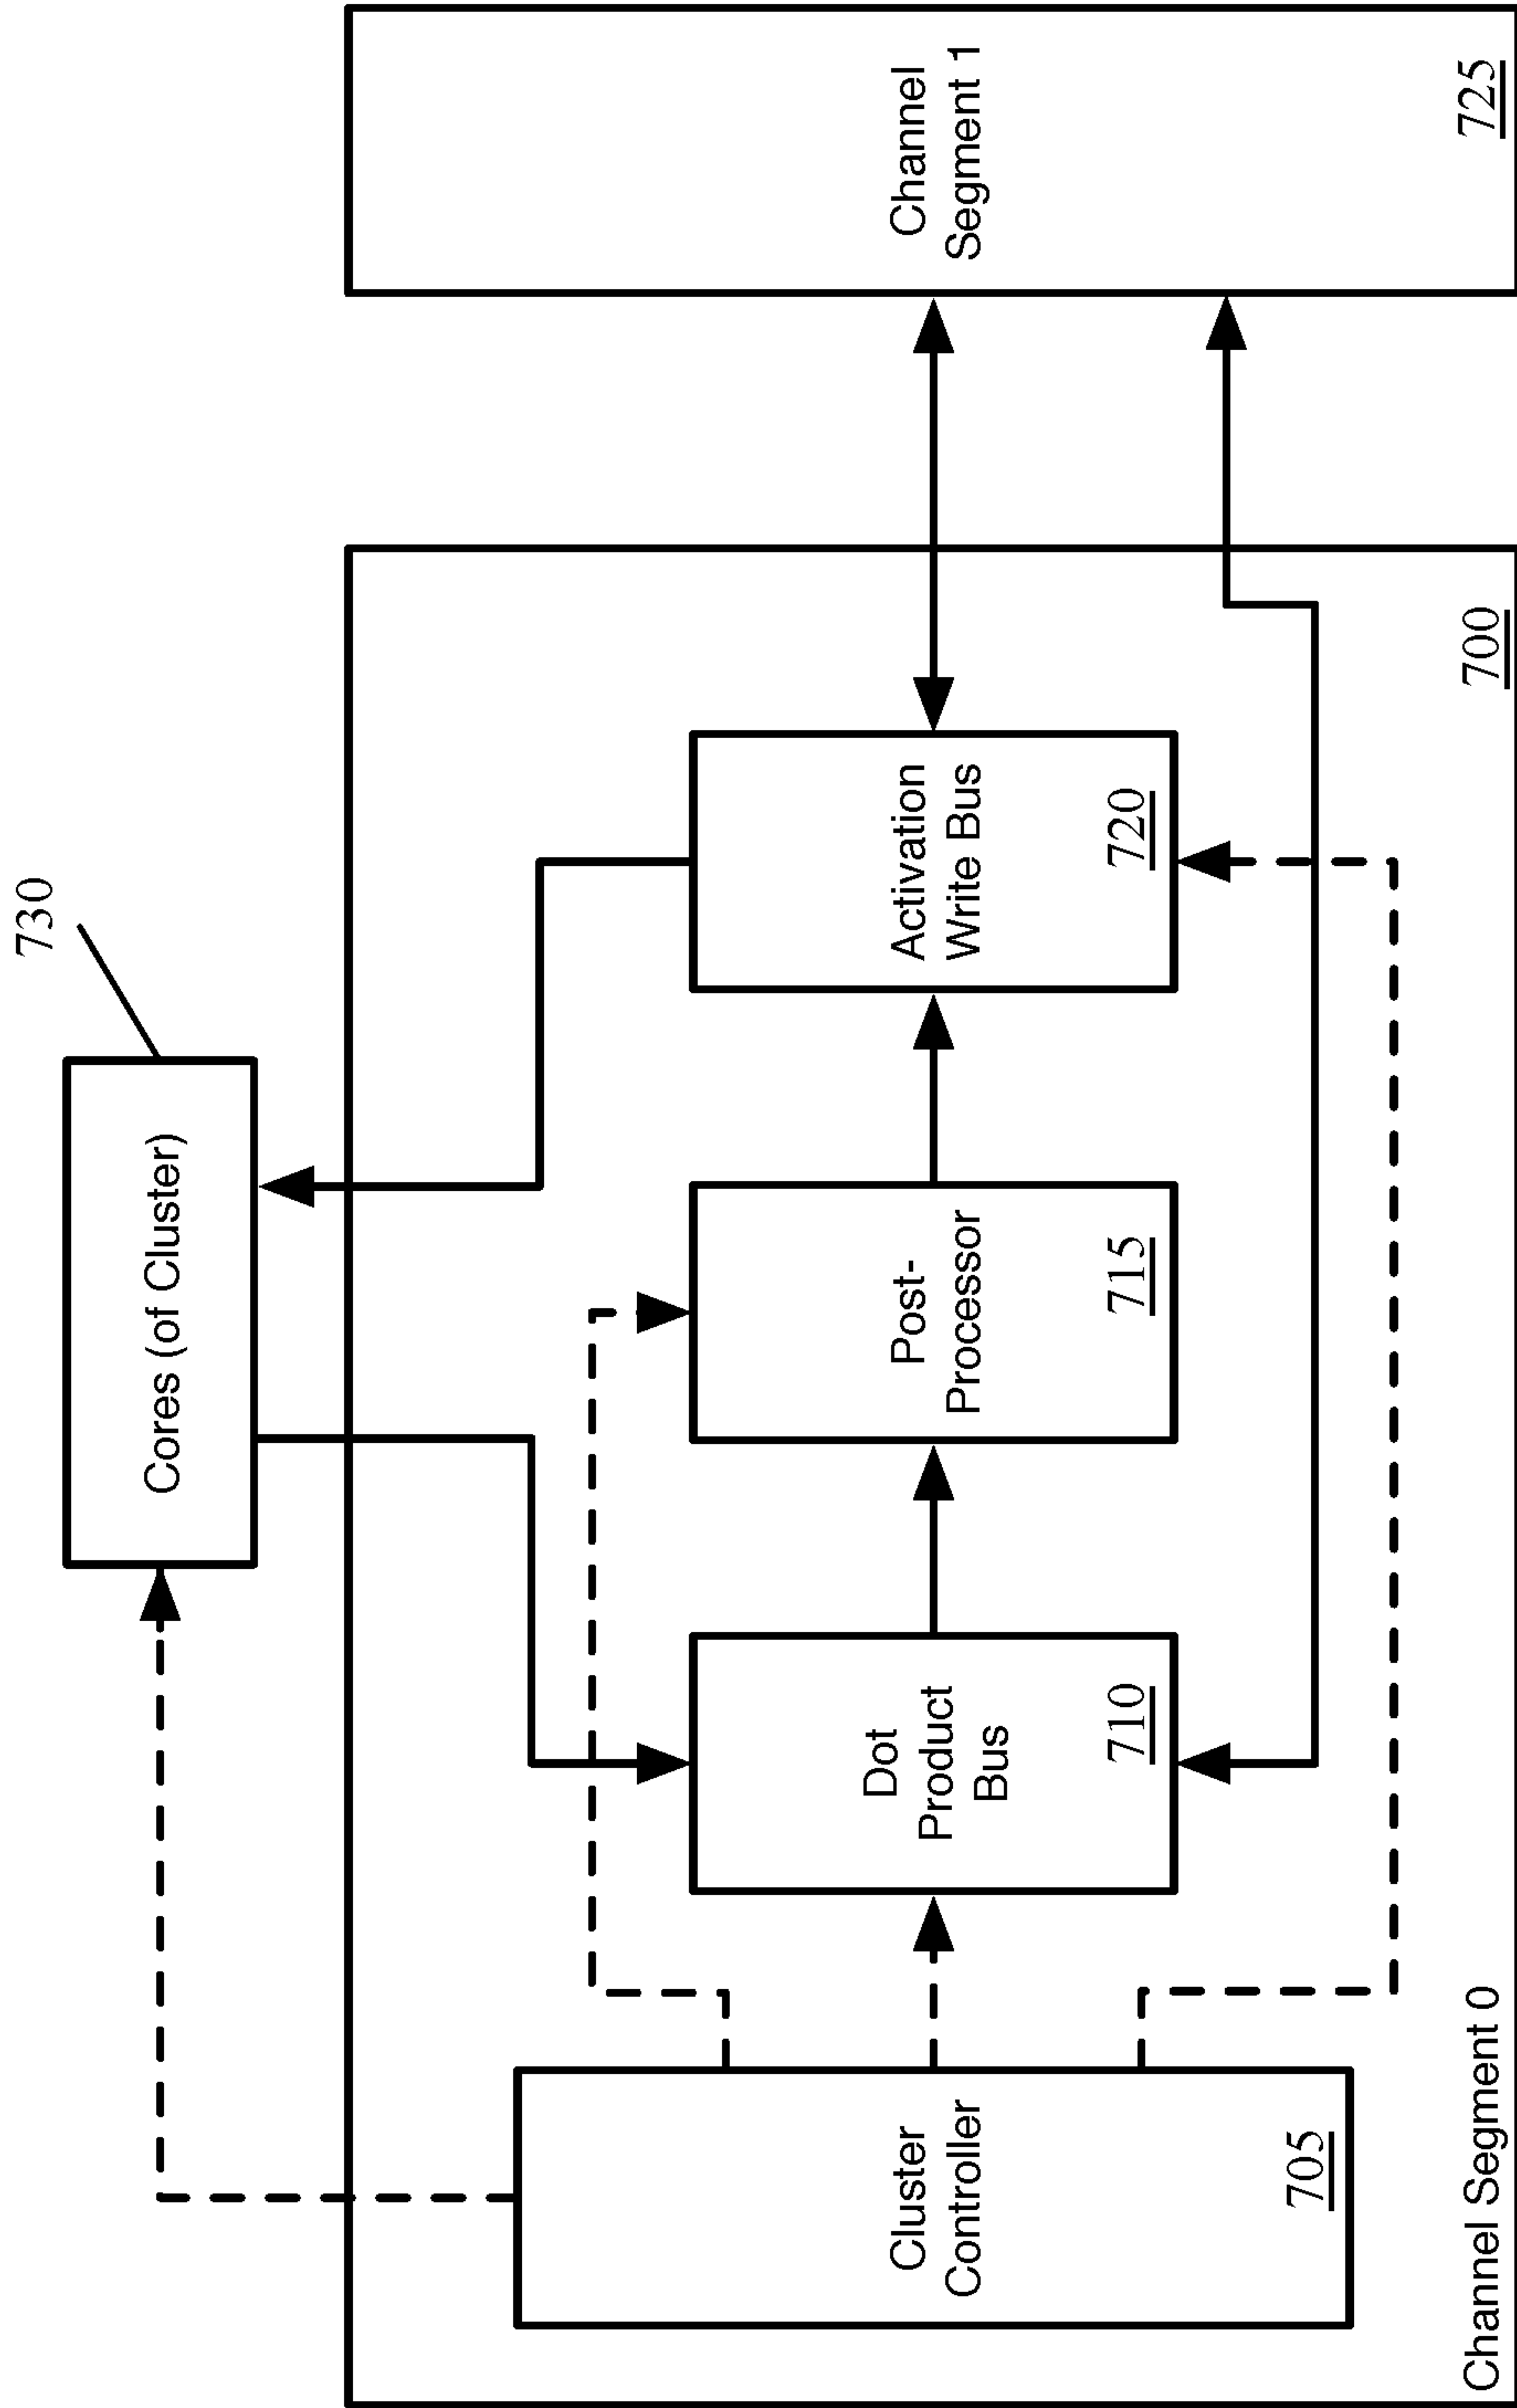 730
Cores (of Cluster)
Cluster
Controller
705
Dot
Product
Bus
710
Post-
Processor
715
Activation
Write Bus
720
Channel
Segment 1
725
Channel Segment 0
700